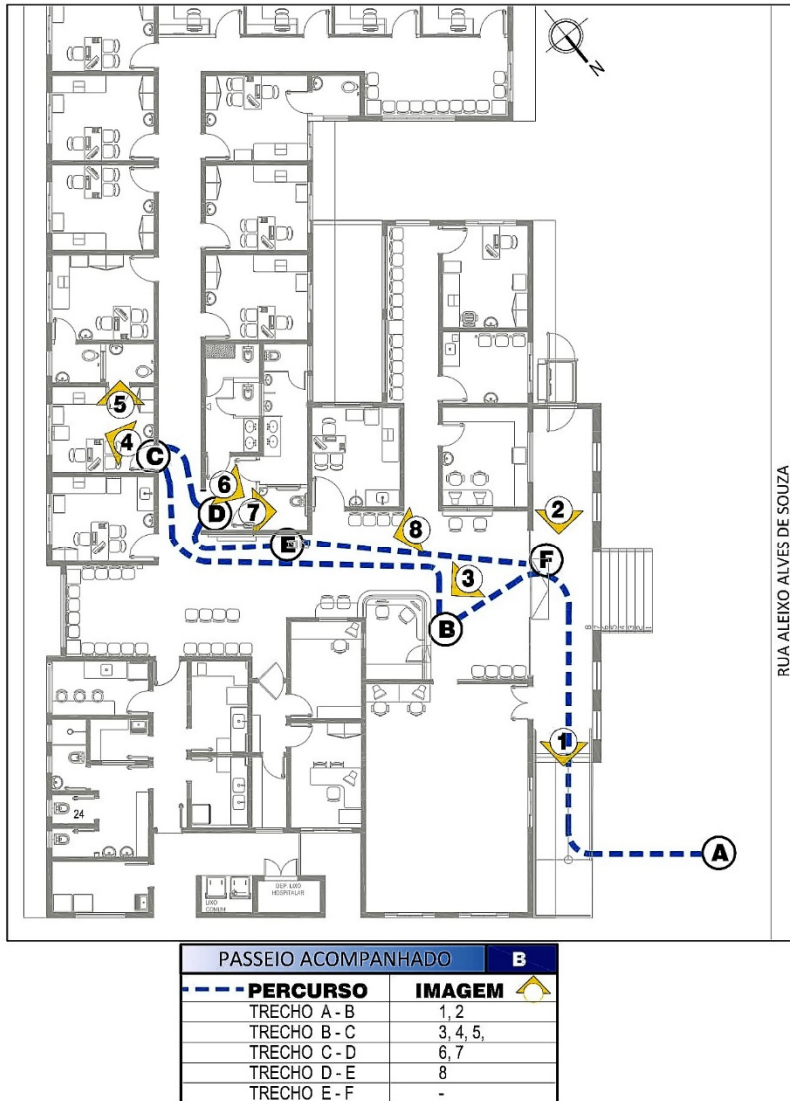 N
5
4
C
6
D
7
E
8
2
F
3
B
RUA ALEIXO ALVES DE SOUZA
1
24
A
LIXO
COMUM
DEP. LIXO
HOSPITALAR
PASSEIO ACOMPANHADO B
PERCURSO IMAGEM
TRECHO A - B 1, 2
TRECHO B - C 3, 4, 5,
TRECHO C - D 6, 7
TRECHO D - E 8
TRECHO E - F -